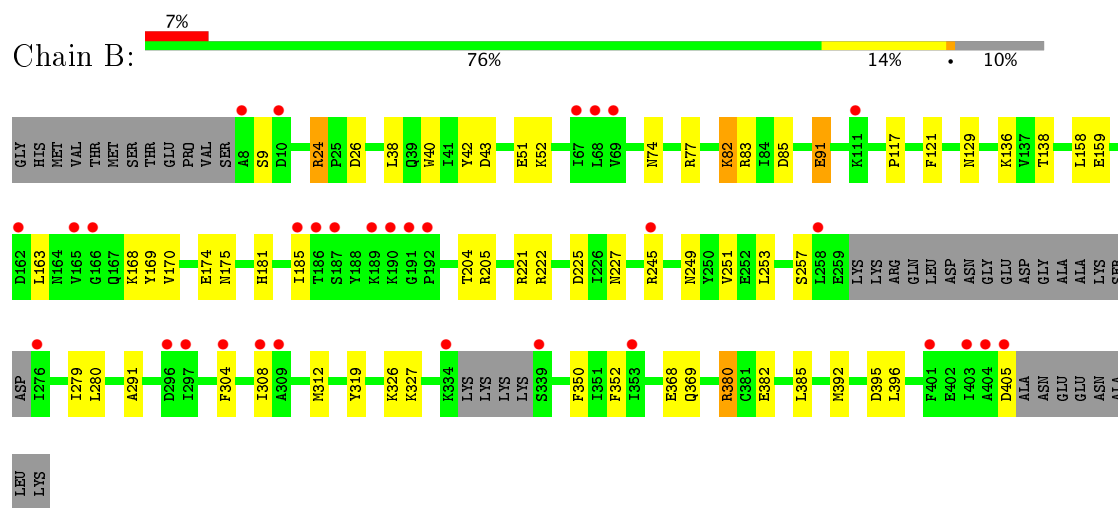 7%
Chain B:
76% 14% • 10%
GLY HIS MET VAL THR MET SER THR GLU PRO VAL SER A8 S9 D10 R24 P25 D26 L38 Q39 W40 I41 Y42 D43 E51 K52 I67 L68 V69 N74 R77 K82 R83 I84 D85 E91 K111 P117 F121 N129 K136 V137 T138 L158 E159
D162 L163 N164 V165 G166 Q167 K168 Y169 V170 E174 N175 H181 I185 T186 S187 Y188 K189 K190 G191 P192 T204 R205 R221 R222 D225 I226 N227 R245 N249 Y250 V251 E252 L253 S257 L258 E259 LYS LYS ARG GLN LEU ASP ASN GLY GLU ASP GLY ALA ALA LYS SER
ASP I276 I279 L280 A291 D296 I297 F304 I308 A309 M312 Y319 K326 K327 K334 LYS LYS LYS LYS S339 F350 I351 F352 I353 E368 Q369 R380 C381 E382 L385 M392 D395 L396 F401 E402 I403 A404 D405 ALA ASN GLU GLU ASN ALA
LEU LYS